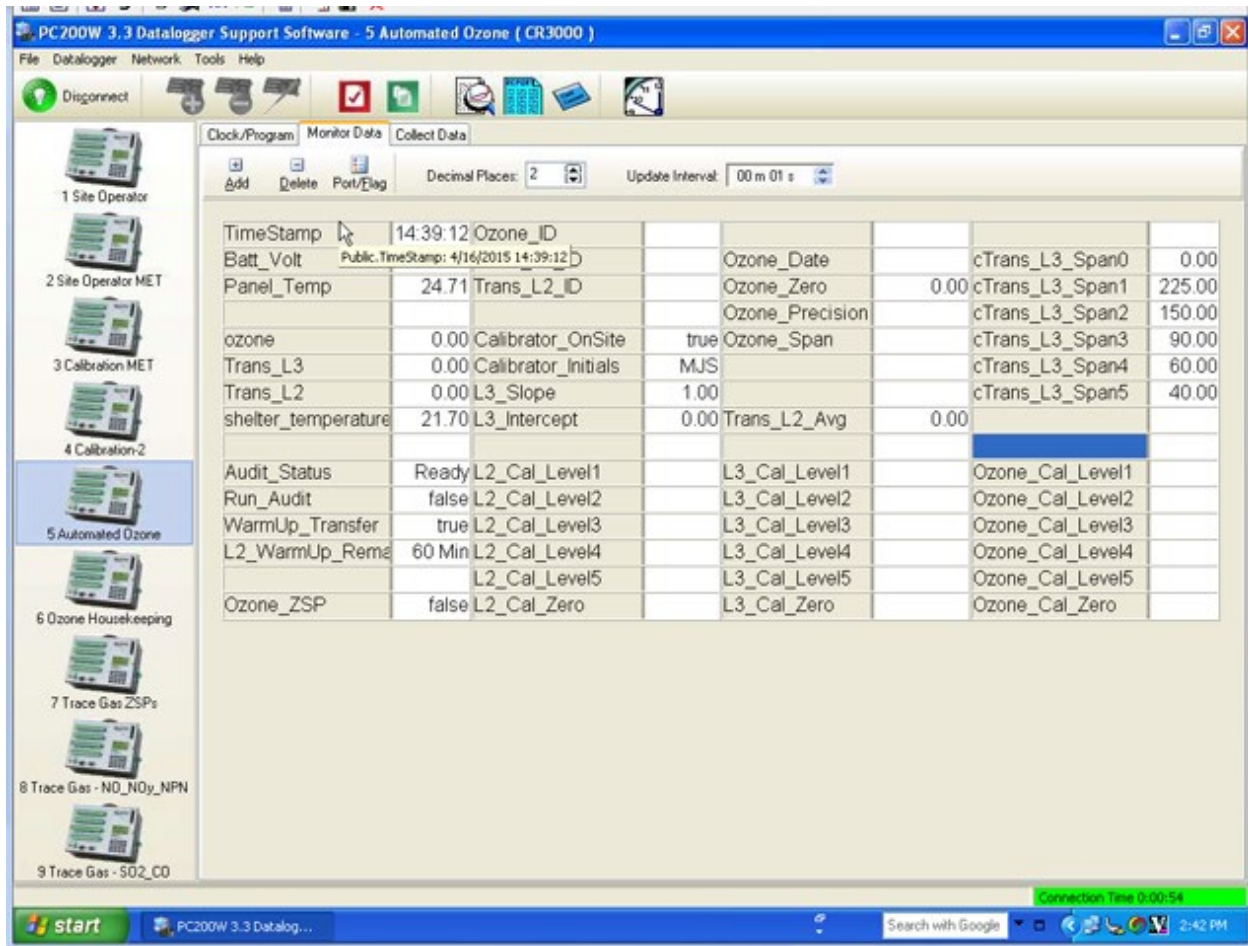 PC200W 3.3 Datalogger Support Software - 5 Automated Ozone ( CR3000 )
File Datalogger Network Tools Help
Disconnect
Clock/Program Monitor Data Collect Data
Add Delete Port/Flag Decimal Places: 2 Update Interval: 00 m 01 s
1 Site Operator
2 Site Operator MET
3 Calibration MET
4 Calibration-2
5 Automated Ozone
6 Ozone Housekeeping
7 Trace Gas ZSPs
8 Trace Gas - NO_NOy_NPN
9 Trace Gas - SO2_CO
TimeStamp 14:39:12 Ozone_ID
Batt_Volt Public.TimeStamp: 4/16/2015 14:39:12 Ozone_Date cTrans_L3_Span0 0.00
Panel_Temp 24.71 Trans_L2_ID Ozone_Zero 0.00 cTrans_L3_Span1 225.00
Ozone_Precision cTrans_L3_Span2 150.00
ozone 0.00 Calibrator_OnSite true Ozone_Span cTrans_L3_Span3 90.00
Trans_L3 0.00 Calibrator_Initials MJS cTrans_L3_Span4 60.00
Trans_L2 0.00 L3_Slope 1.00 cTrans_L3_Span5 40.00
shelter_temperature 21.70 L3_Intercept 0.00 Trans_L2_Avg 0.00
Audit_Status Ready L2_Cal_Level1 L3_Cal_Level1 Ozone_Cal_Level1
Run_Audit false L2_Cal_Level2 L3_Cal_Level2 Ozone_Cal_Level2
WarmUp_Transfer true L2_Cal_Level3 L3_Cal_Level3 Ozone_Cal_Level3
L2_WarmUp_Rema 60 Min L2_Cal_Level4 L3_Cal_Level4 Ozone_Cal_Level4
L2_Cal_Level5 L3_Cal_Level5 Ozone_Cal_Level5
Ozone_ZSP false L2_Cal_Zero L3_Cal_Zero Ozone_Cal_Zero
Connection Time 0:00:54
start PC200W 3.3 Datalog... Search with Google 2:42 PM